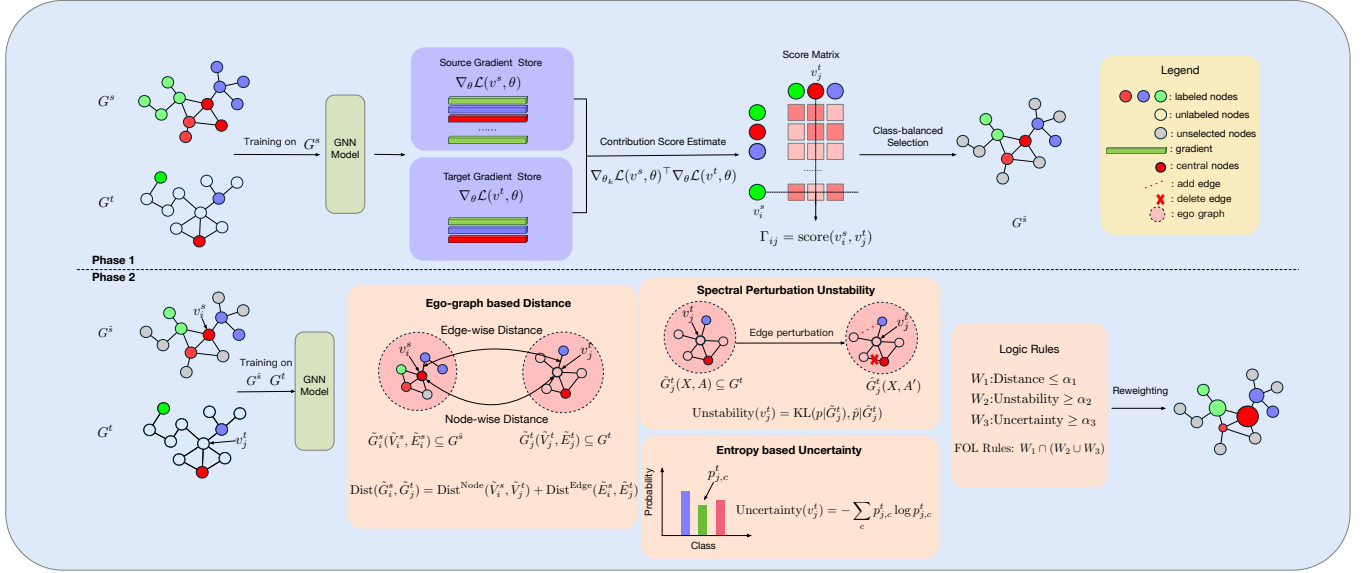 G^s
G^t
Training on G^s
GNN
Model
Source Gradient Store
∇_θ L(v^s, θ)
......
Target Gradient Store
∇_θ L(v^t, θ)
Contribution Score Estimate
∇_{θ_k} L(v^s, θ)^⊤ ∇_θ L(v^t, θ)
Score Matrix
v_j^t
......
v_i^s
Γ_{ij} = score(v_i^s, v_j^t)
Class-balanced
Selection
G^ŝ
Legend
: labeled nodes
: unlabeled nodes
: unselected nodes
: gradient
: central nodes
: add edge
: delete edge
: ego graph
Phase 1
Phase 2
G^ŝ
v_i^s
G^t
v_j^t
Training on
G^ŝ G^t
GNN
Model
Ego-graph based Distance
Edge-wise Distance
v_i^s
v_j^t
Node-wise Distance
G̃_i^s(Ṽ_i^s, Ẽ_i^s) ⊆ G^ŝ
G̃_j^t(Ṽ_j^t, Ẽ_j^t) ⊆ G^t
Dist(G̃_i^s, G̃_j^t) = Dist^Node(Ṽ_i^s, Ṽ_j^t) + Dist^Edge(Ẽ_i^s, Ẽ_j^t)
Spectral Perturbation Unstability
v_j^t
Edge perturbation
v_j^t
G̃_j^t(X, A) ⊆ G^t
Ĝ_j^t(X, A′)
Unstability(v_j^t) = KL(p|G̃_j^t), p̂|Ĝ_j^t)
Entropy based Uncertainty
Probability
p_{j,c}^t
Class
Uncertainty(v_j^t) = − ∑_c p_{j,c}^t log p_{j,c}^t
Logic Rules
W_1:Distance ≤ α_1
W_2:Unstability ≥ α_2
W_3:Uncertainty ≥ α_3
FOL Rules: W_1 ∩ (W_2 ∪ W_3)
Reweighting